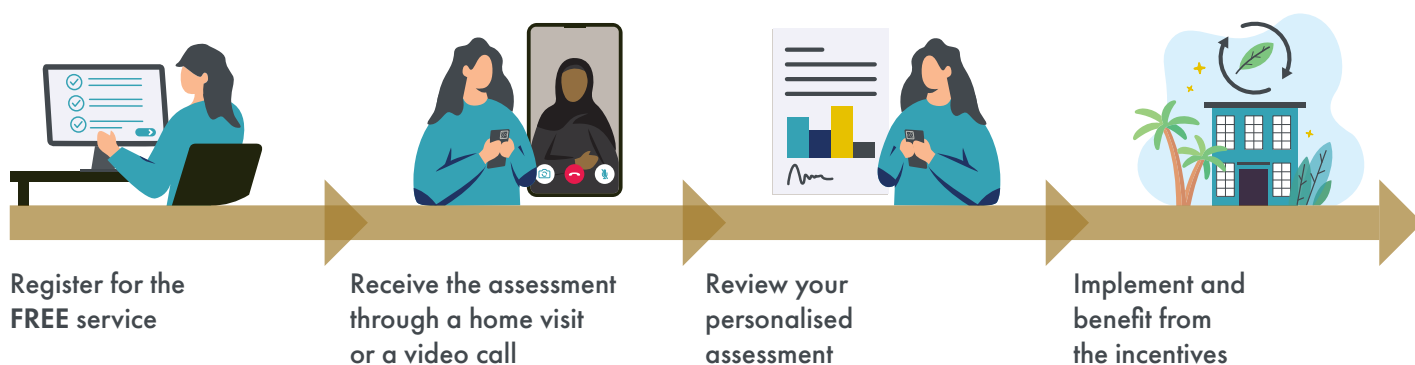 Register for the
FREE service
Receive the assessment
through a home visit
or a video call
Review your
personalised
assessment
Implement and
benefit from
the incentives